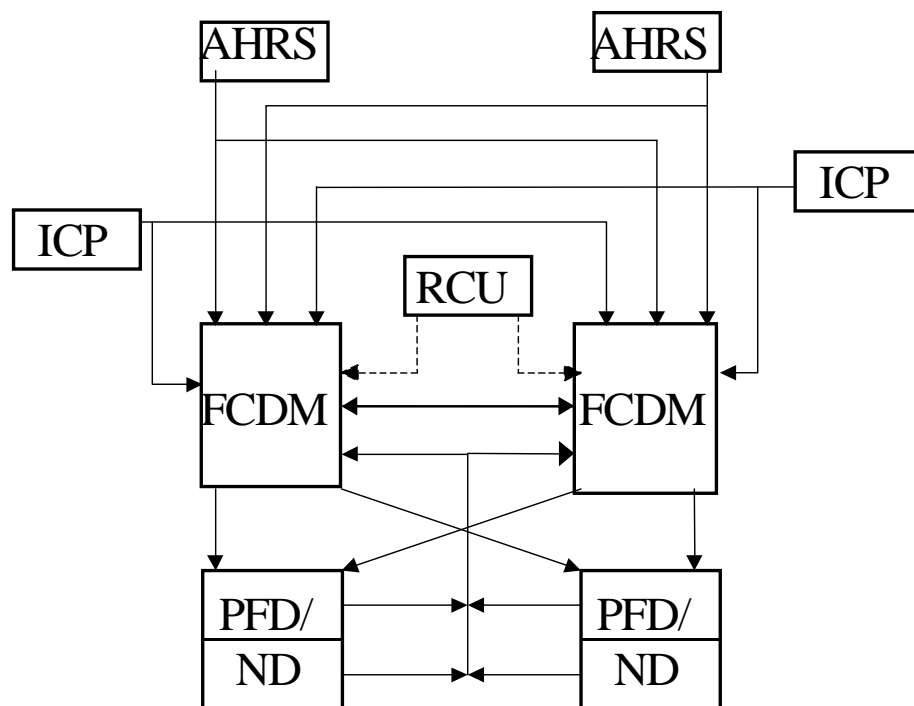 AHRS
AHRS
ICP
ICP
RCU
FCDM
FCDM
PFD/
ND
PFD/
ND